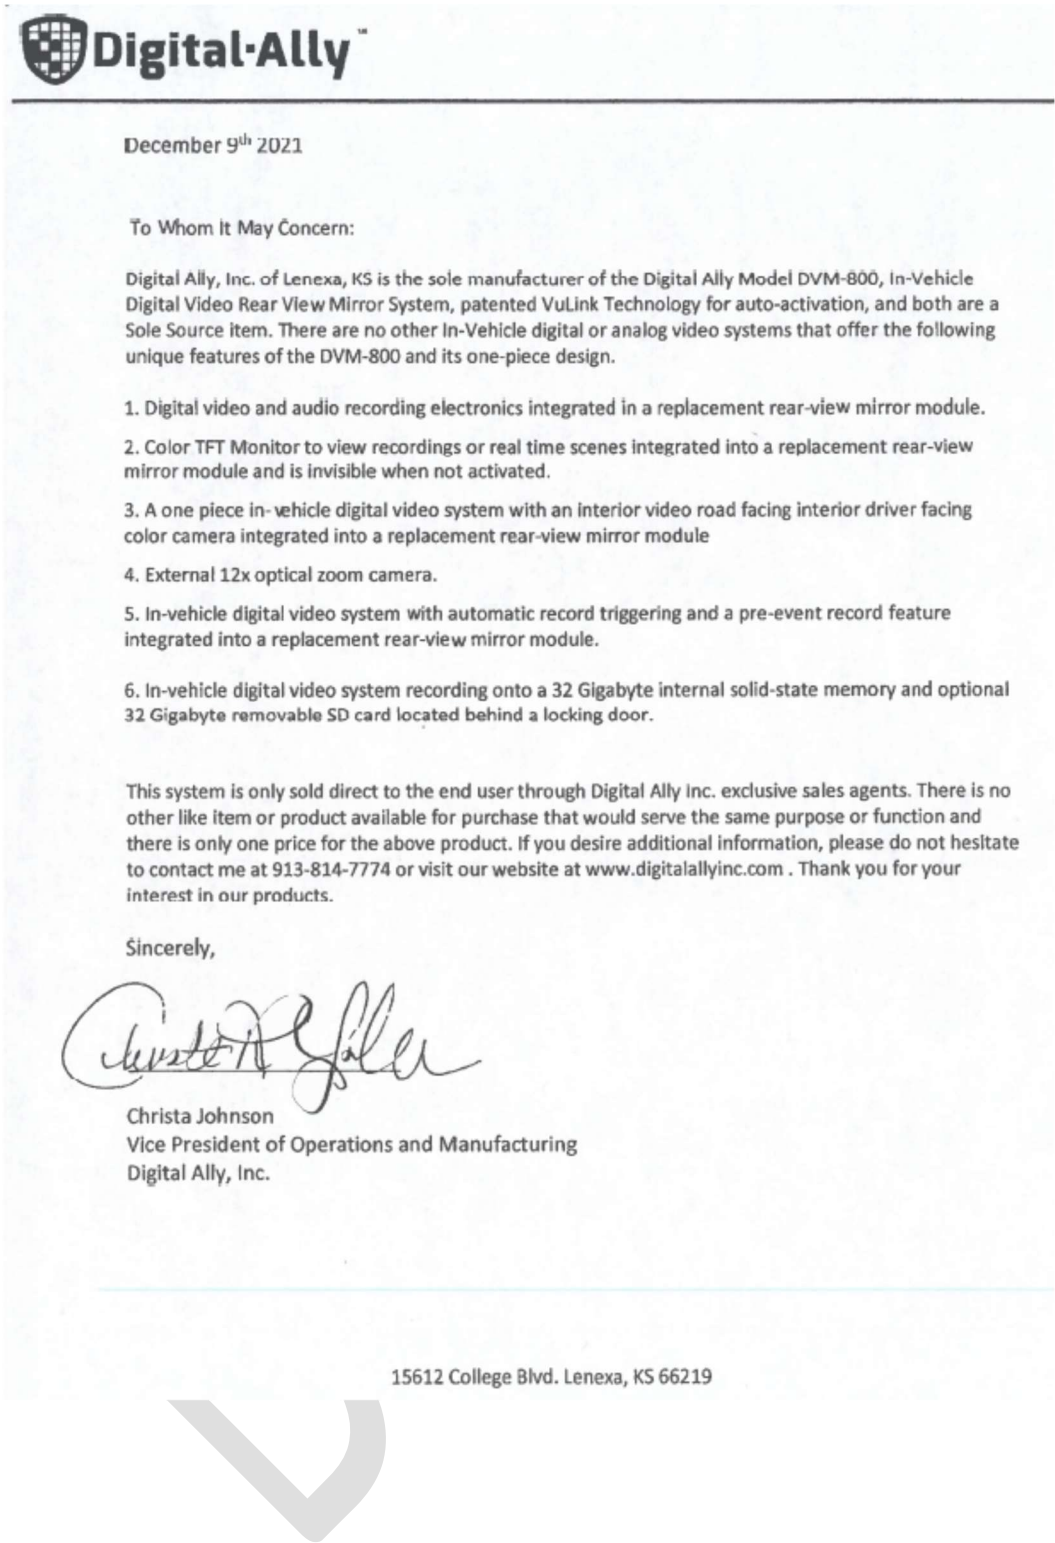 Digital·Ally™
December 9th 2021
To Whom It May Concern:
Digital Ally, Inc. of Lenexa, KS is the sole manufacturer of the Digital Ally Model DVM-800, In-Vehicle
Digital Video Rear View Mirror System, patented VuLink Technology for auto-activation, and both are a
Sole Source item. There are no other In-Vehicle digital or analog video systems that offer the following
unique features of the DVM-800 and its one-piece design.
1. Digital video and audio recording electronics integrated in a replacement rear-view mirror module.
2. Color TFT Monitor to view recordings or real time scenes integrated into a replacement rear-view
mirror module and is invisible when not activated.
3. A one piece in-vehicle digital video system with an interior video road facing interior driver facing
color camera integrated into a replacement rear-view mirror module
4. External 12x optical zoom camera.
5. In-vehicle digital video system with automatic record triggering and a pre-event record feature
integrated into a replacement rear-view mirror module.
6. In-vehicle digital video system recording onto a 32 Gigabyte internal solid-state memory and optional
32 Gigabyte removable SD card located behind a locking door.
This system is only sold direct to the end user through Digital Ally Inc. exclusive sales agents. There is no
other like item or product available for purchase that would serve the same purpose or function and
there is only one price for the above product. If you desire additional information, please do not hesitate
to contact me at 913-814-7774 or visit our website at www.digitalallyinc.com . Thank you for your
interest in our products.
Sincerely,
Christa Johnson
Vice President of Operations and Manufacturing
Digital Ally, Inc.
15612 College Blvd. Lenexa, KS 66219